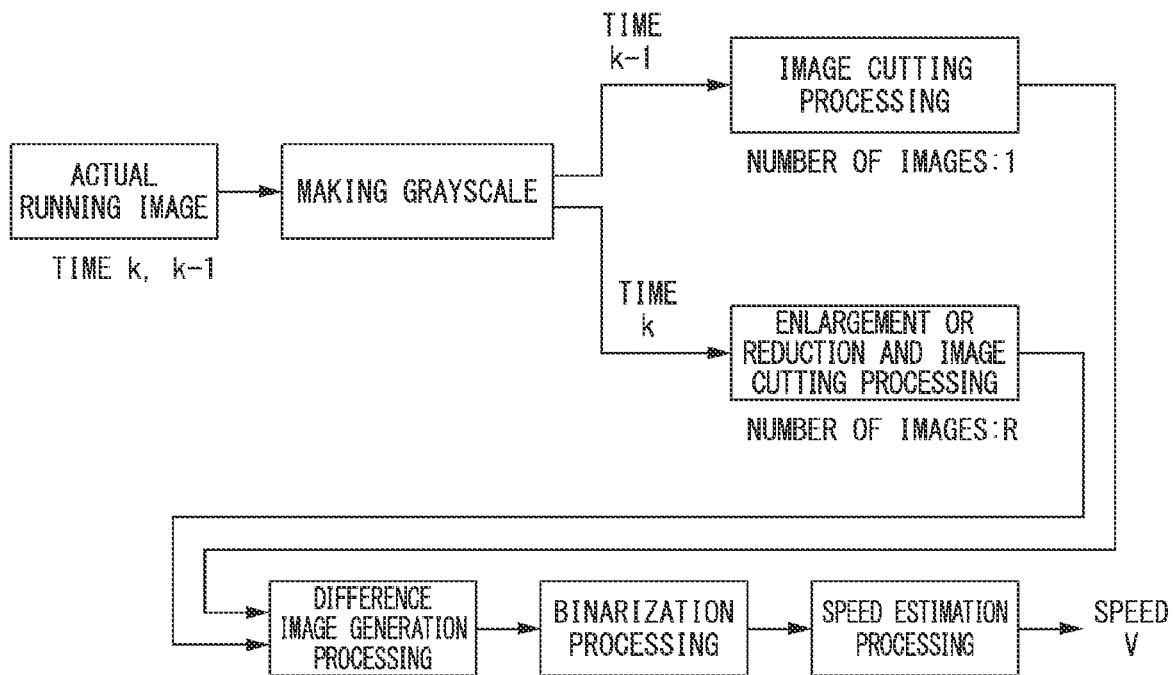 ACTUAL
RUNNING IMAGE
TIME k, k-1
MAKING GRAYSCALE
TIME
k-1
IMAGE CUTTING
PROCESSING
NUMBER OF IMAGES:1
TIME
k
ENLARGEMENT OR
REDUCTION AND IMAGE
CUTTING PROCESSING
NUMBER OF IMAGES:R
DIFFERENCE
IMAGE GENERATION
PROCESSING
BINARIZATION
PROCESSING
SPEED ESTIMATION
PROCESSING
SPEED
V